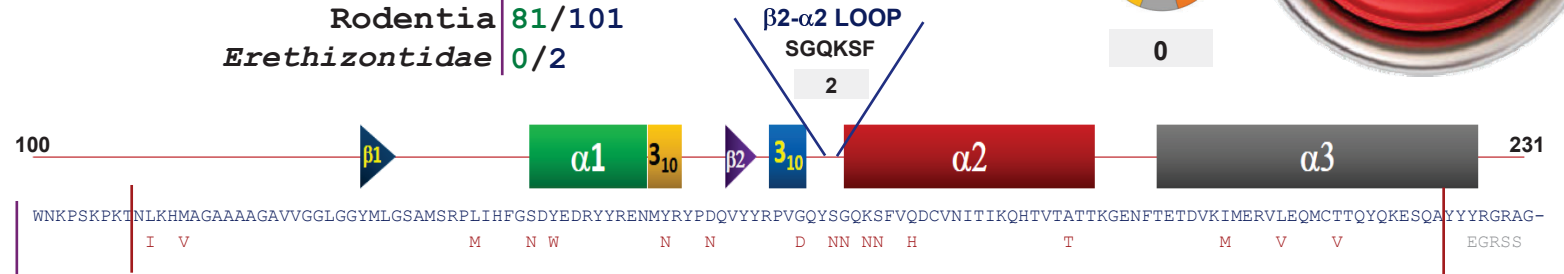 Rodentia 81/101
Erethizontidae 0/2
β2-α2 LOOP
SGQKSF
2
0
100 β1 α1 3₁₀ β2 3₁₀ α2 α3 231
WNKPSKPKTNLKHMAGAAAAGAVVGGLGGYMLGSAMSRPLIHFGSDYEDRYYRENMYRYPDQVYYRPVGQYSGQKSFVQDCVNITIKQHTVTATTKGENFTETDVKIMERVLEQMCTTQYQKESQAYYYRGRAG-
I V M N W N N D NN NN H T M V V EGRSS